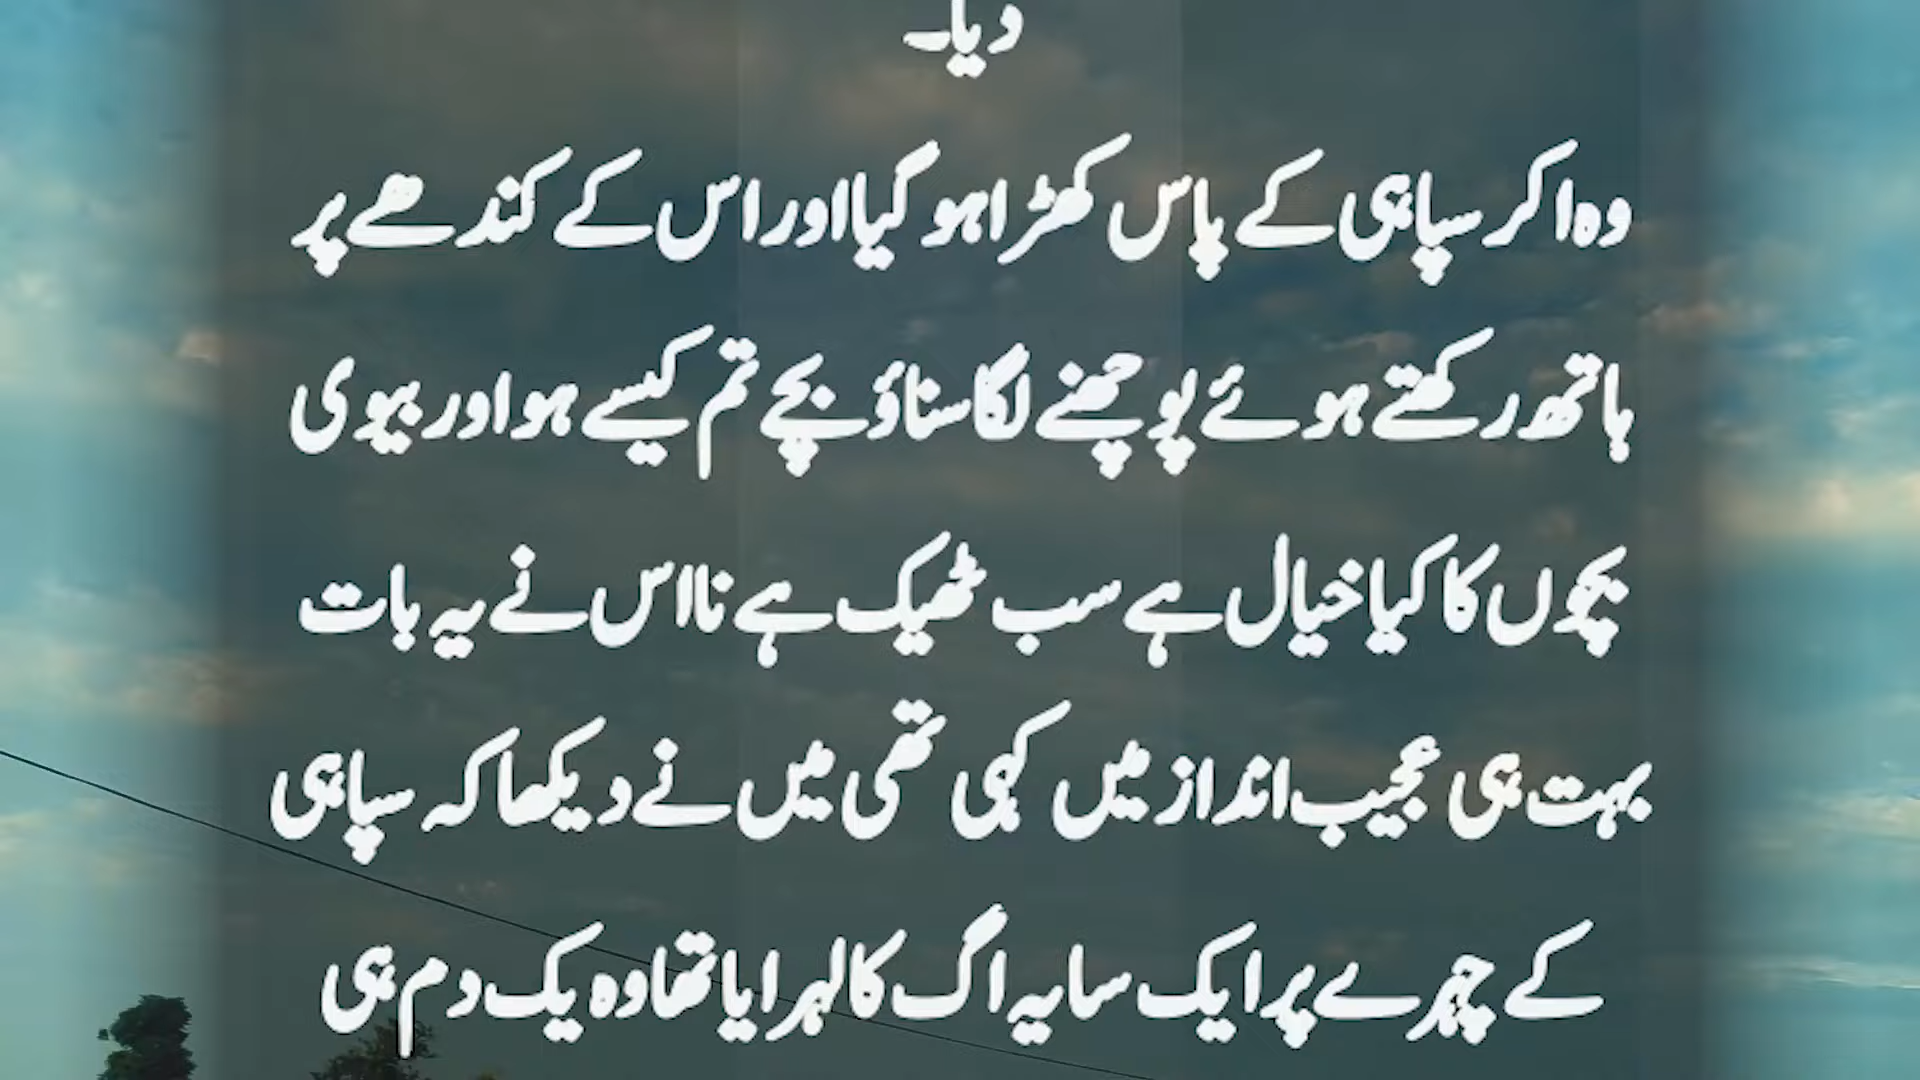 دیا۔
وہ اکر سپاہی کے پاس کھڑا ہو گیا اور اس کے کندھے پر
ہاتھ رکھتے ہوئے پوچھنے لگا سناؤ بچے تم کیسے ہو اور بیوی
بچوں کا کیا خیال ہے سب ٹھیک ہے نا اس نے یہ بات
بہت ہی عجیب انداز میں کہی تھی میں نے دیکھا کہ سپاہی
کے چہرے پر ایک سایہ اگ کا لہرایا تھا وہ یک دم ہی